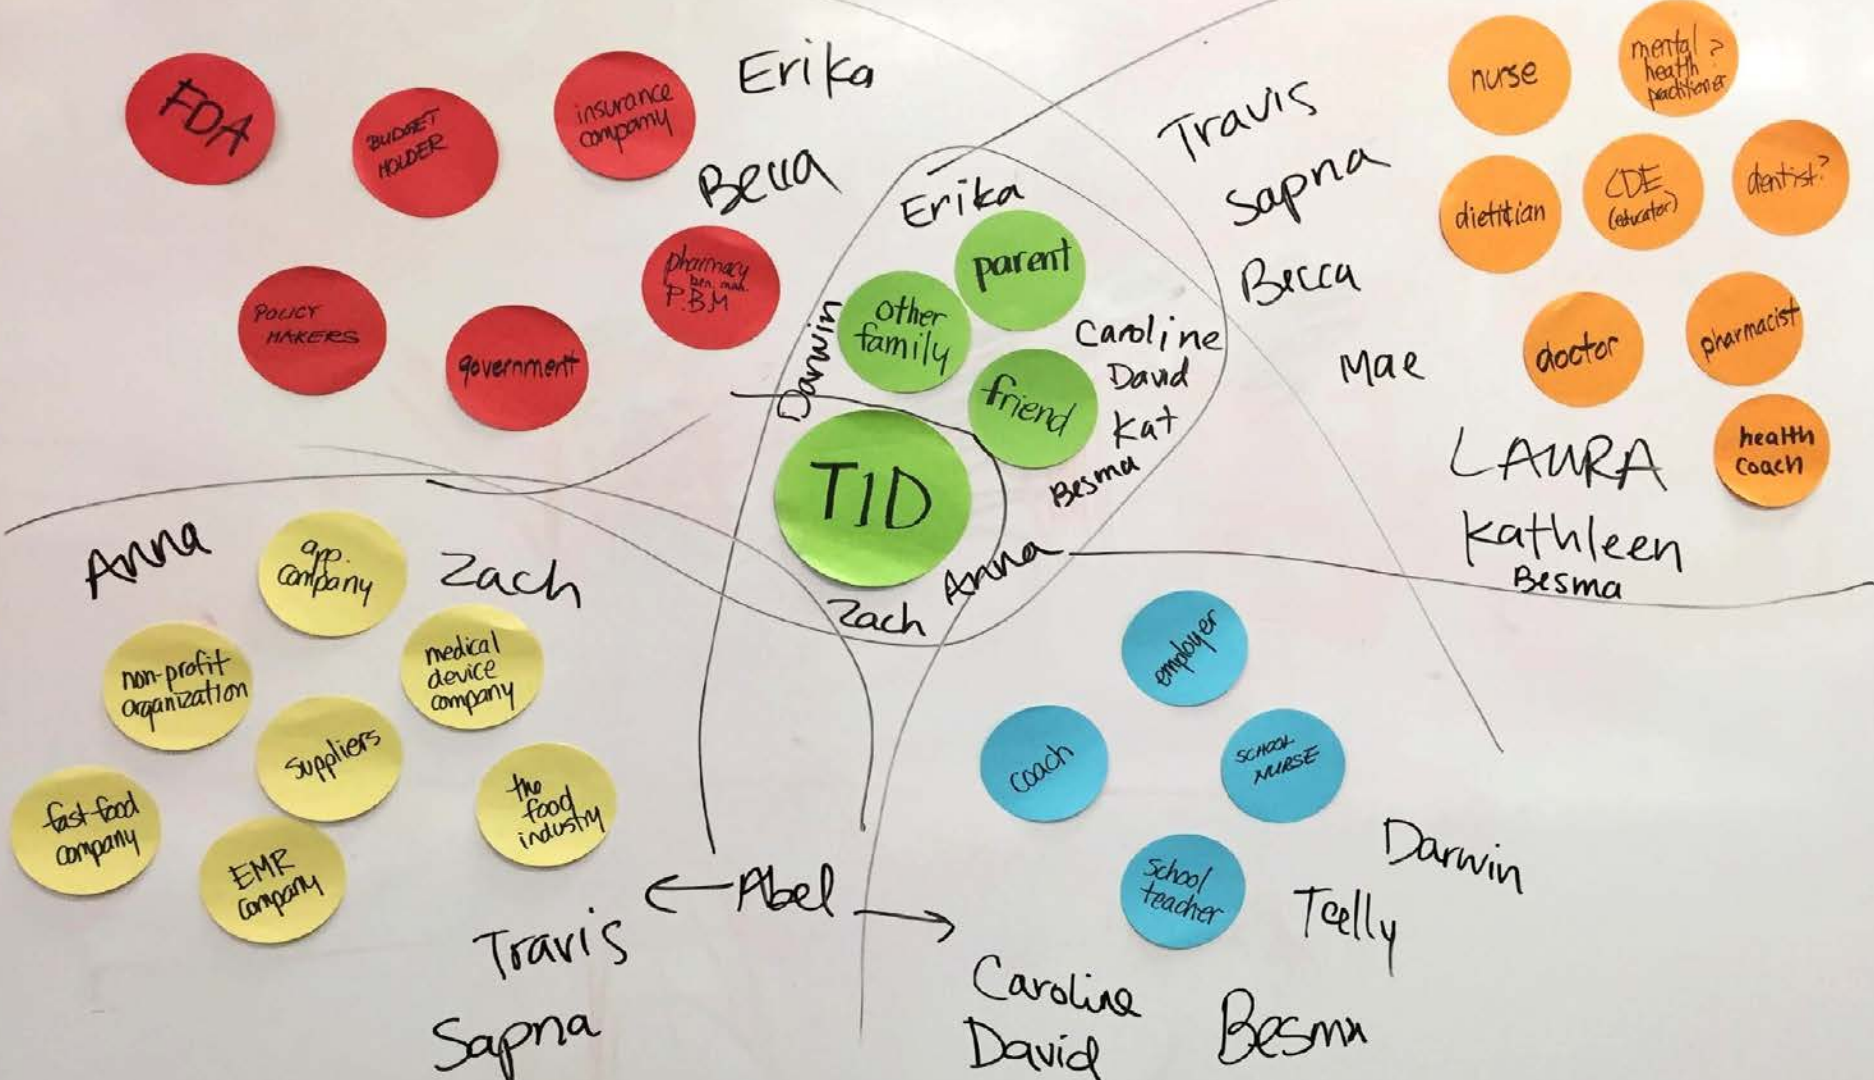 FDA
BUDGET
HOLDER
insurance
company
Erika
Becca
POLICY
MAKERS
government
pharmacy
ben. man.
P.B.M
Erika
parent
other
family
friend
Darwin
Caroline
David
Kat
Besma
T1D
Anna
Zach
Travis
Sapna
Becca
Mae
LAURA
Kathleen
Besma
nurse
mental ?
health
practitioner
dietitian
CDE
(educator)
dentist?
doctor
pharmacist
health
coach
Anna
app.
company
Zach
non-profit
organization
medical
device
company
suppliers
fast food
company
EMR
company
the
food
industry
Travis
Sapna
← Abel →
employer
coach
SCHOOL
NURSE
School
teacher
Darwin
Telly
Caroline
David
Besma